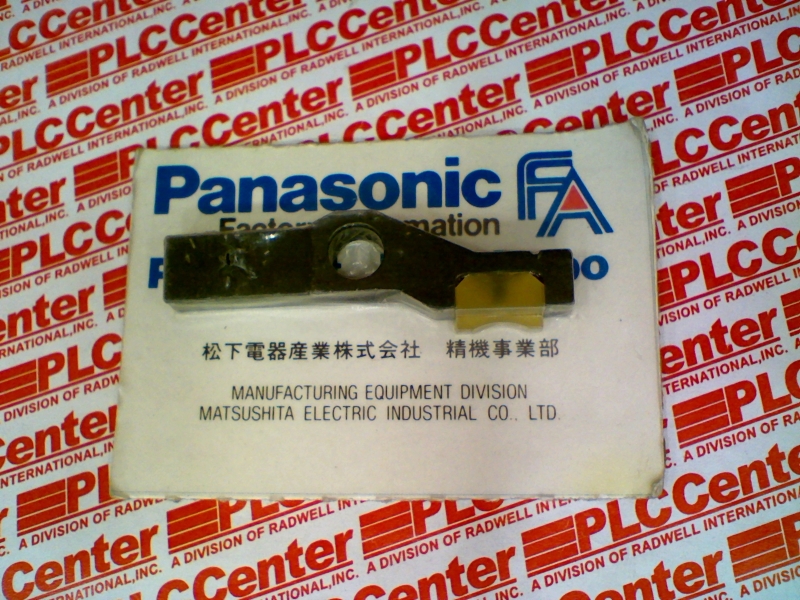 Panasonic FA
松下電器産業株式会社 精機事業部
MANUFACTURING EQUIPMENT DIVISION
MATSUSHITA ELECTRIC INDUSTRIAL CO., LTD.
PLCCenter
A DIVISION OF RADWELL INTERNATIONAL, INC.